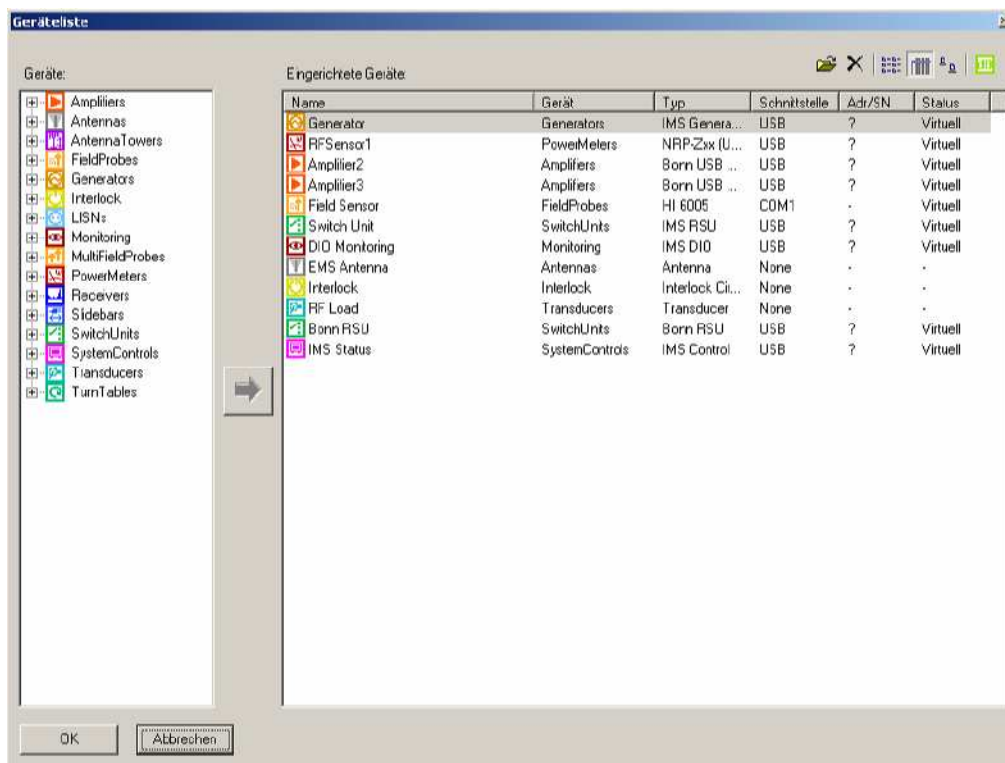 Geräteliste
Geräte:
Amplifiers
Antennas
AntennaTowers
FieldProbes
Generators
Interlock
LISNs
Monitoring
MultiFieldProbes
PowerMeters
Receivers
Sidebars
SwitchUnits
SystemControls
Transducers
TurnTables
Eingerichtete Geräte
Name Gerät Typ Schnittstelle Adr/SN Status
Generator Generators IMS Genera... USB ? Virtuell
RFSensor1 PowerMeters NRP-Zxx (U... USB ? Virtuell
Amplifier2 Amplifiers Bonn USB ... USB ? Virtuell
Amplifier3 Amplifiers Bonn USB ... USB ? Virtuell
Field Sensor FieldProbes HI 6005 COM1 - Virtuell
Switch Unit SwitchUnits IMS RSU USB ? Virtuell
DIO Monitoring Monitoring IMS DIO USB ? Virtuell
EMS Antenna Antennas Antenna None - -
Interlock Interlock Interlock Cir... None - -
RF Load Transducers Transducer None - -
Bonn RSU SwitchUnits Bonn RSU USB ? Virtuell
IMS Status SystemControls IMS Control USB ? Virtuell
OK Abbrechen